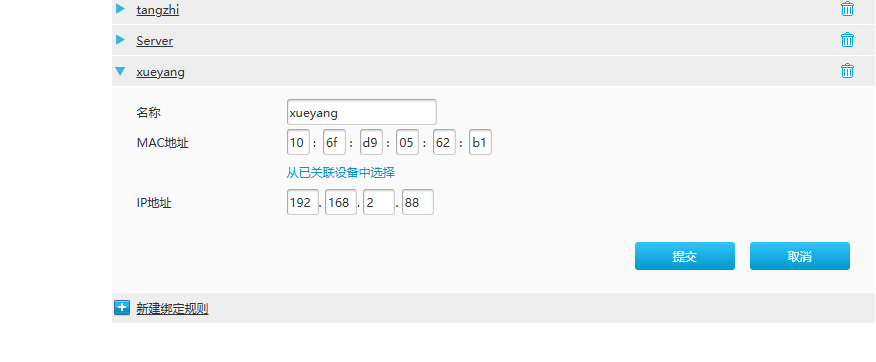 tangzhi
Server
xueyang
名称 xueyang
MAC地址 10 : 6f : d9 : 05 : 62 : b1
从已关联设备中选择
IP地址 192 . 168 . 2 . 88
提交 取消
新建绑定规则